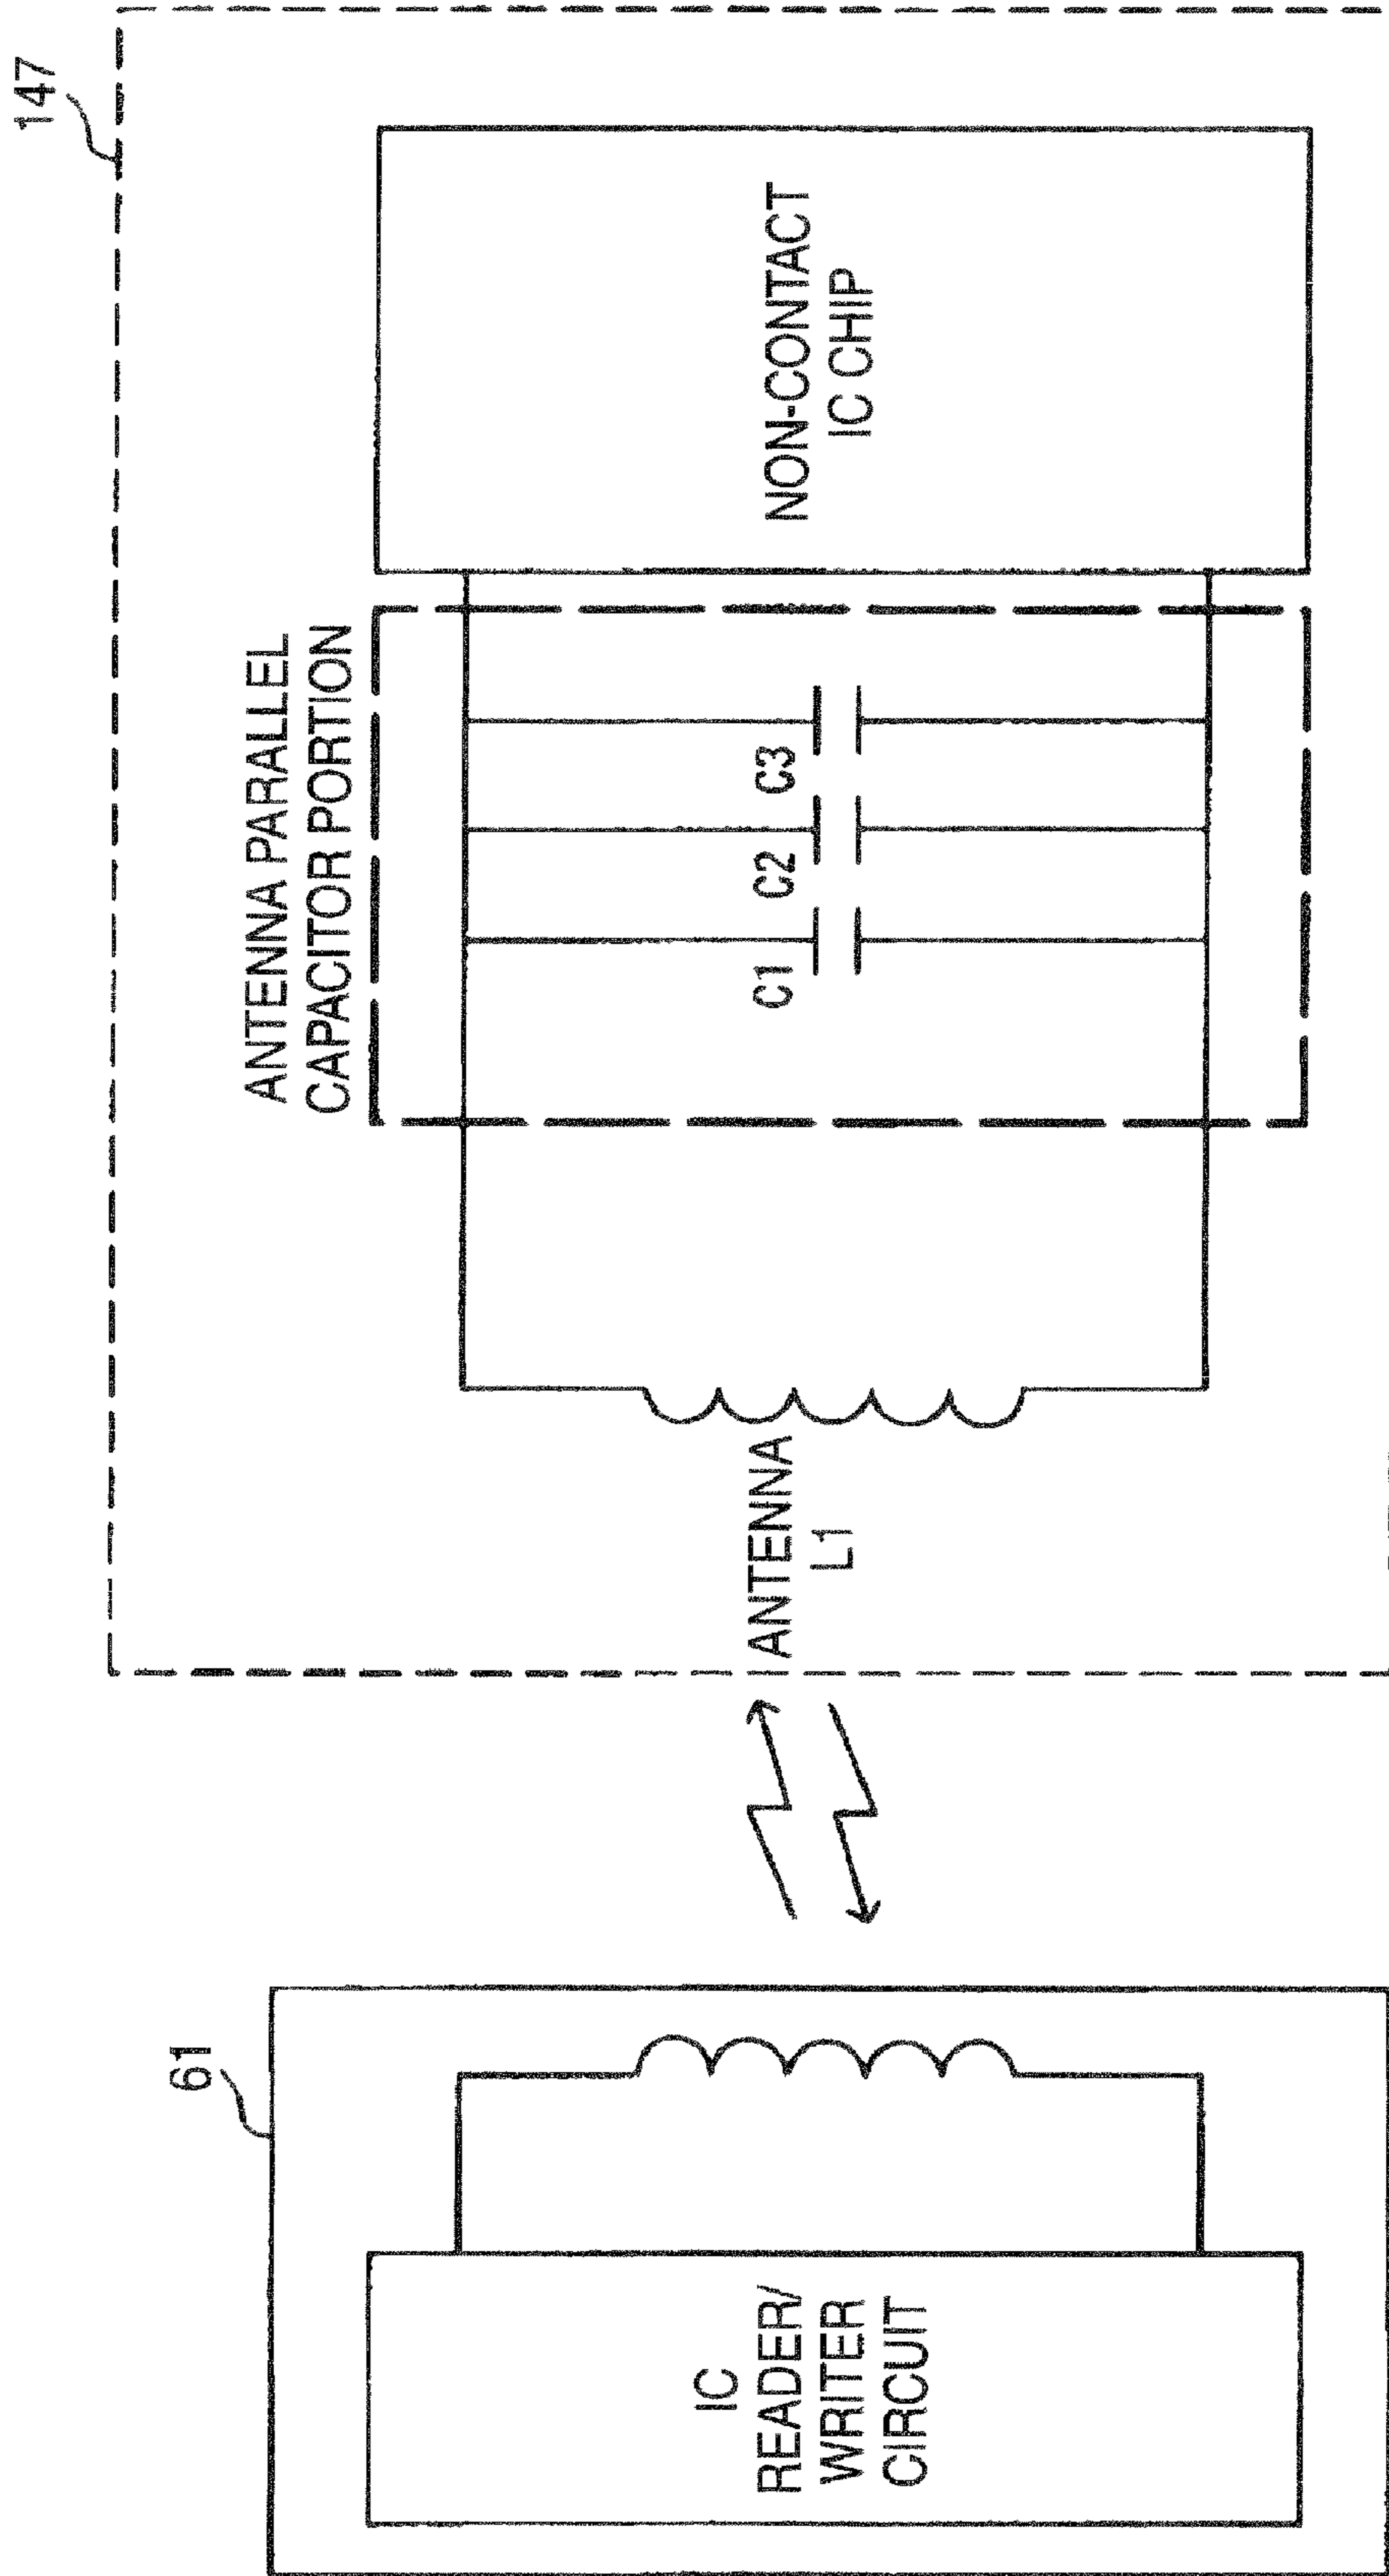 147
ANTENNA PARALLEL
CAPACITOR PORTION
NON-CONTACT
IC CHIP
C1
C2
C3
ANTENNA
L1
61
IC
READER/
WRITER
CIRCUIT